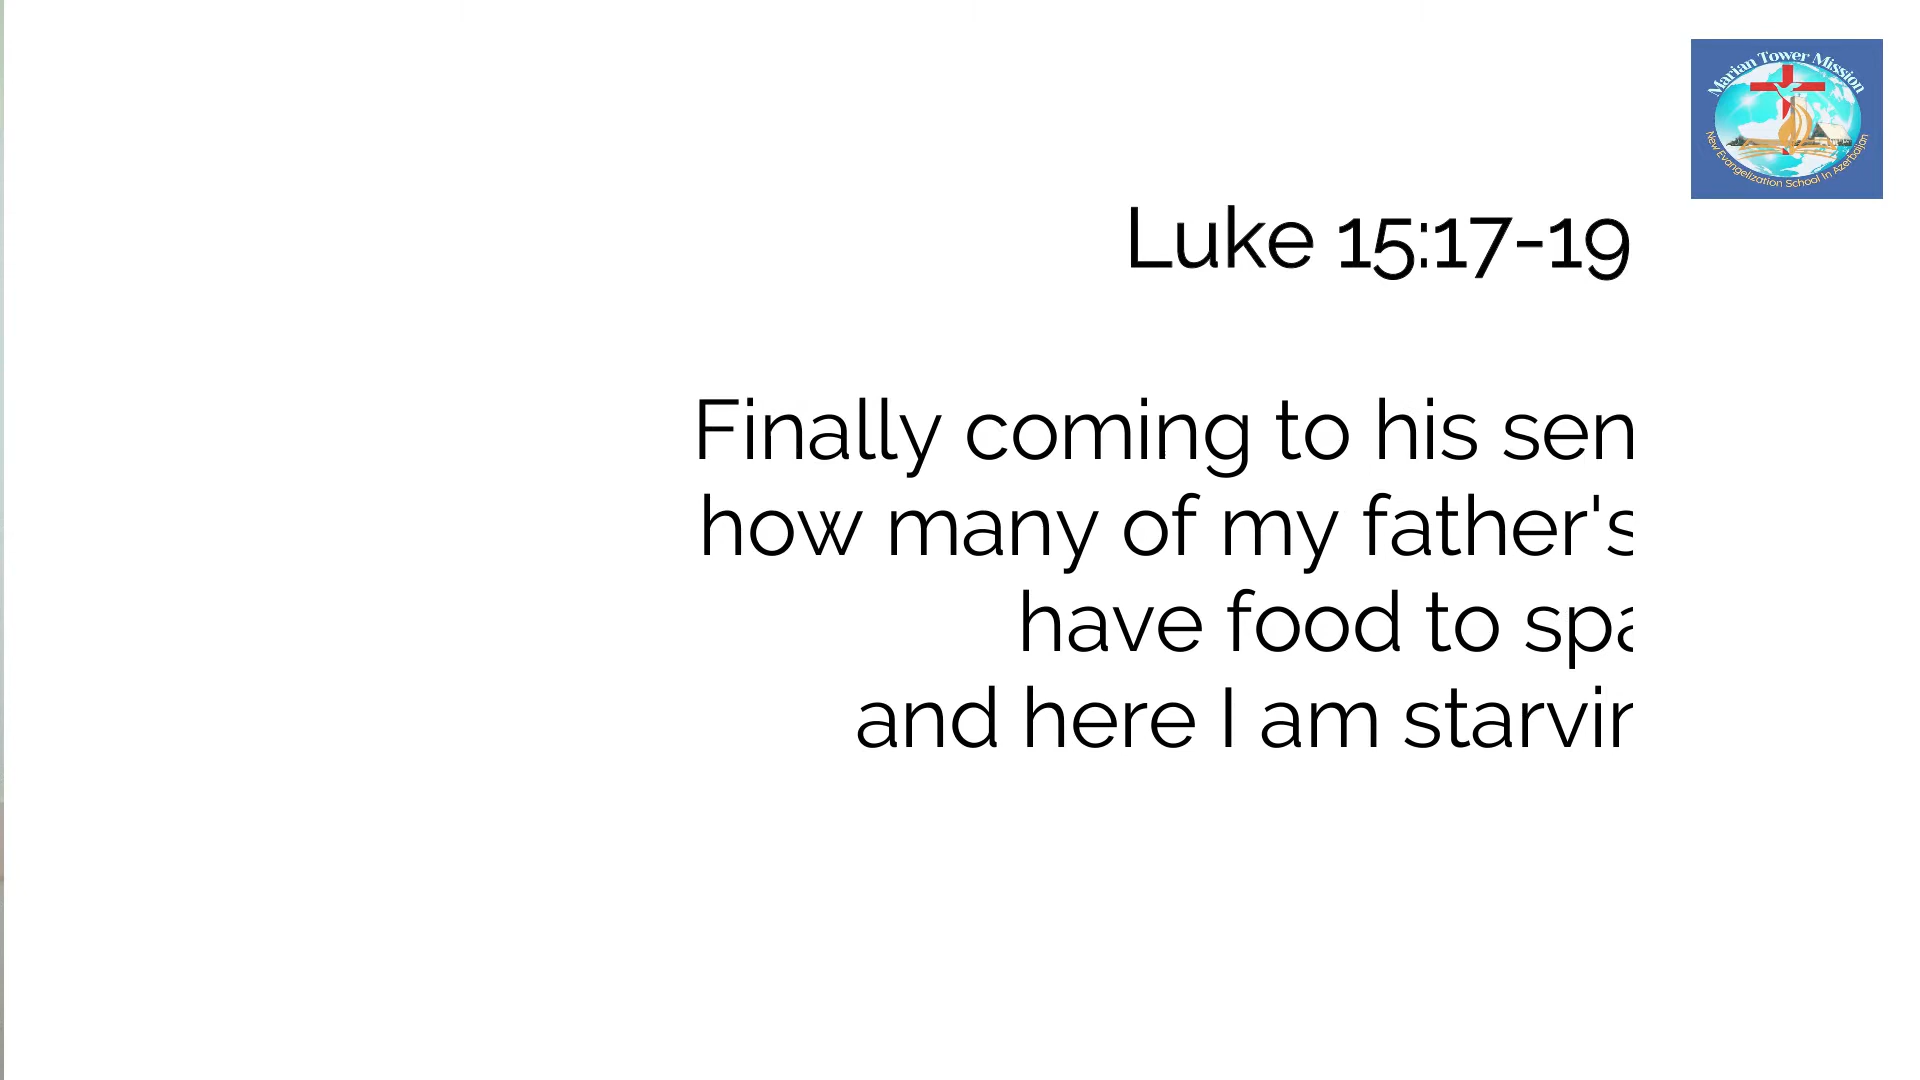 Marian Tower Mission
New Evangelization School In Azerbaijan
Luke 15:17-19
Finally coming to his sen
how many of my father's
have food to spa
and here I am starvin